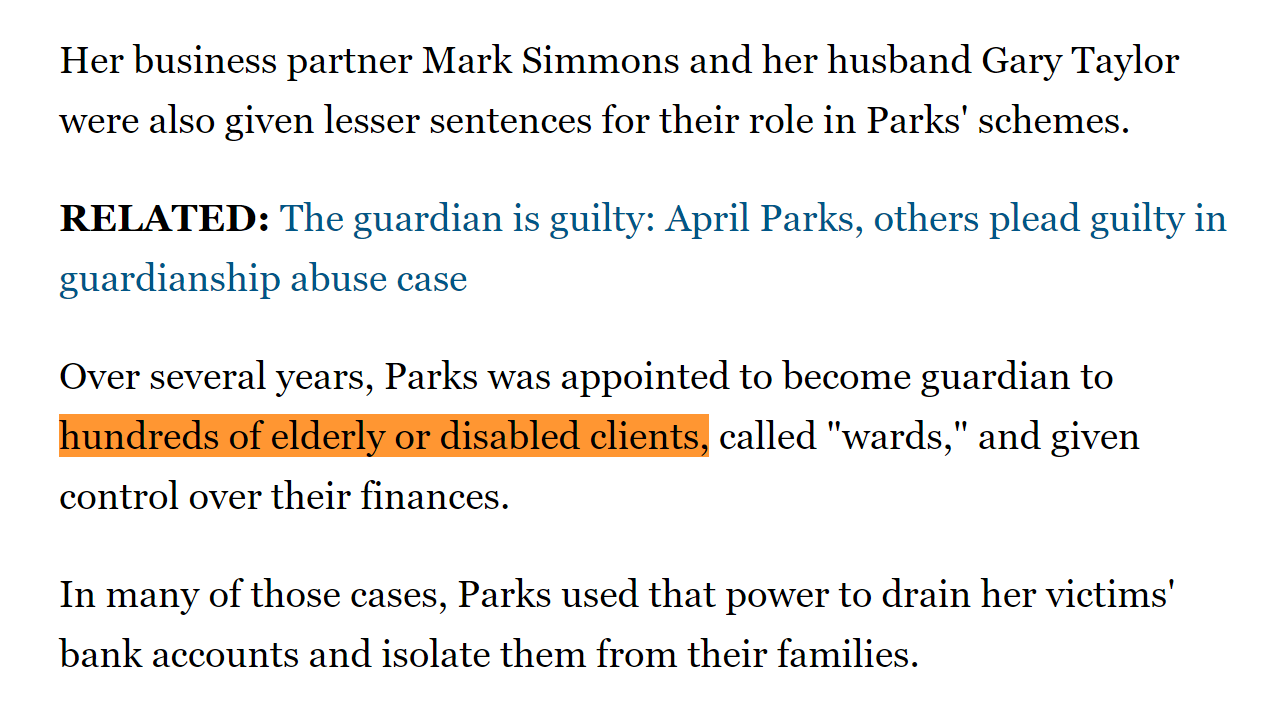 Her business partner Mark Simmons and her husband Gary Taylor
were also given lesser sentences for their role in Parks' schemes.
RELATED: The guardian is guilty: April Parks, others plead guilty in
guardianship abuse case
Over several years, Parks was appointed to become guardian to
hundreds of elderly or disabled clients, called "wards," and given
control over their finances.
In many of those cases, Parks used that power to drain her victims'
bank accounts and isolate them from their families.